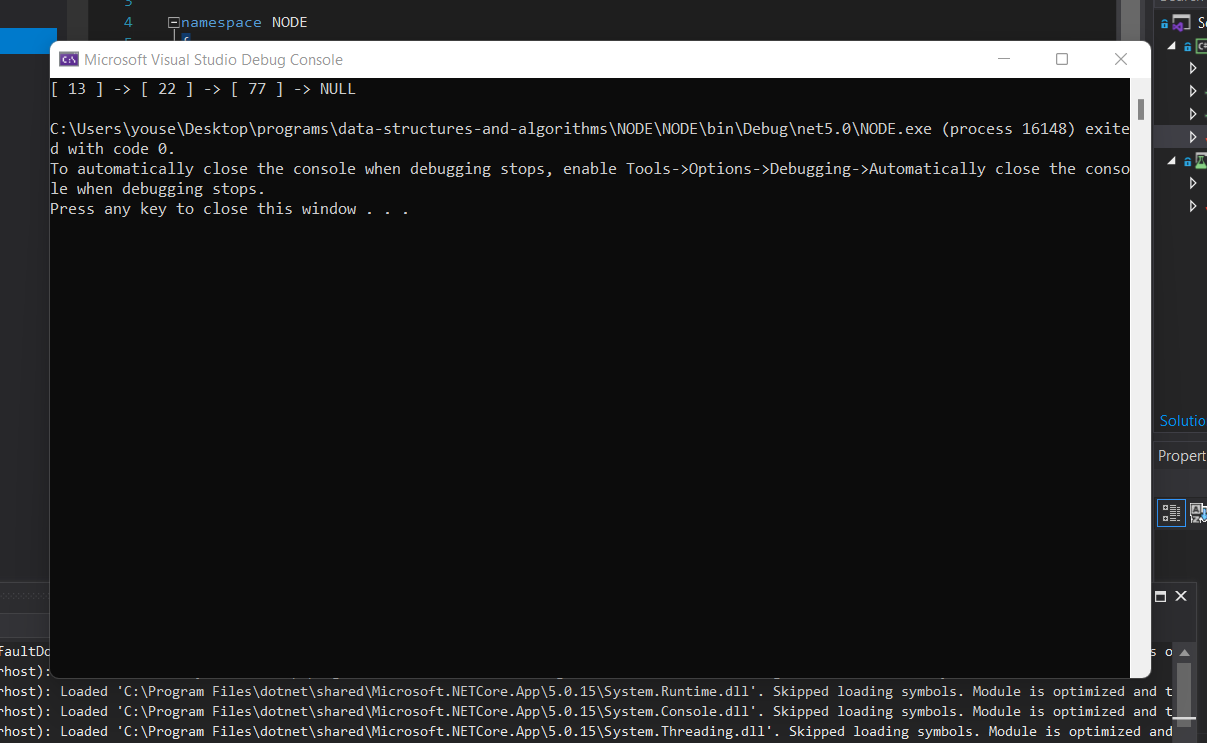 4 namespace NODE
Microsoft Visual Studio Debug Console
[ 13 ] -> [ 22 ] -> [ 77 ] -> NULL
C:\Users\youse\Desktop\programs\data-structures-and-algorithms\NODE\NODE\bin\Debug\net5.0\NODE.exe (process 16148) exite
d with code 0.
To automatically close the console when debugging stops, enable Tools->Options->Debugging->Automatically close the conso
le when debugging stops.
Press any key to close this window . . .
Solutio
Propert
faultDo
rhost):
rhost): Loaded 'C:\Program Files\dotnet\shared\Microsoft.NETCore.App\5.0.15\System.Runtime.dll'. Skipped loading symbols. Module is optimized and t
rhost): Loaded 'C:\Program Files\dotnet\shared\Microsoft.NETCore.App\5.0.15\System.Console.dll'. Skipped loading symbols. Module is optimized and t
rhost): Loaded 'C:\Program Files\dotnet\shared\Microsoft.NETCore.App\5.0.15\System.Threading.dll'. Skipped loading symbols. Module is optimized and